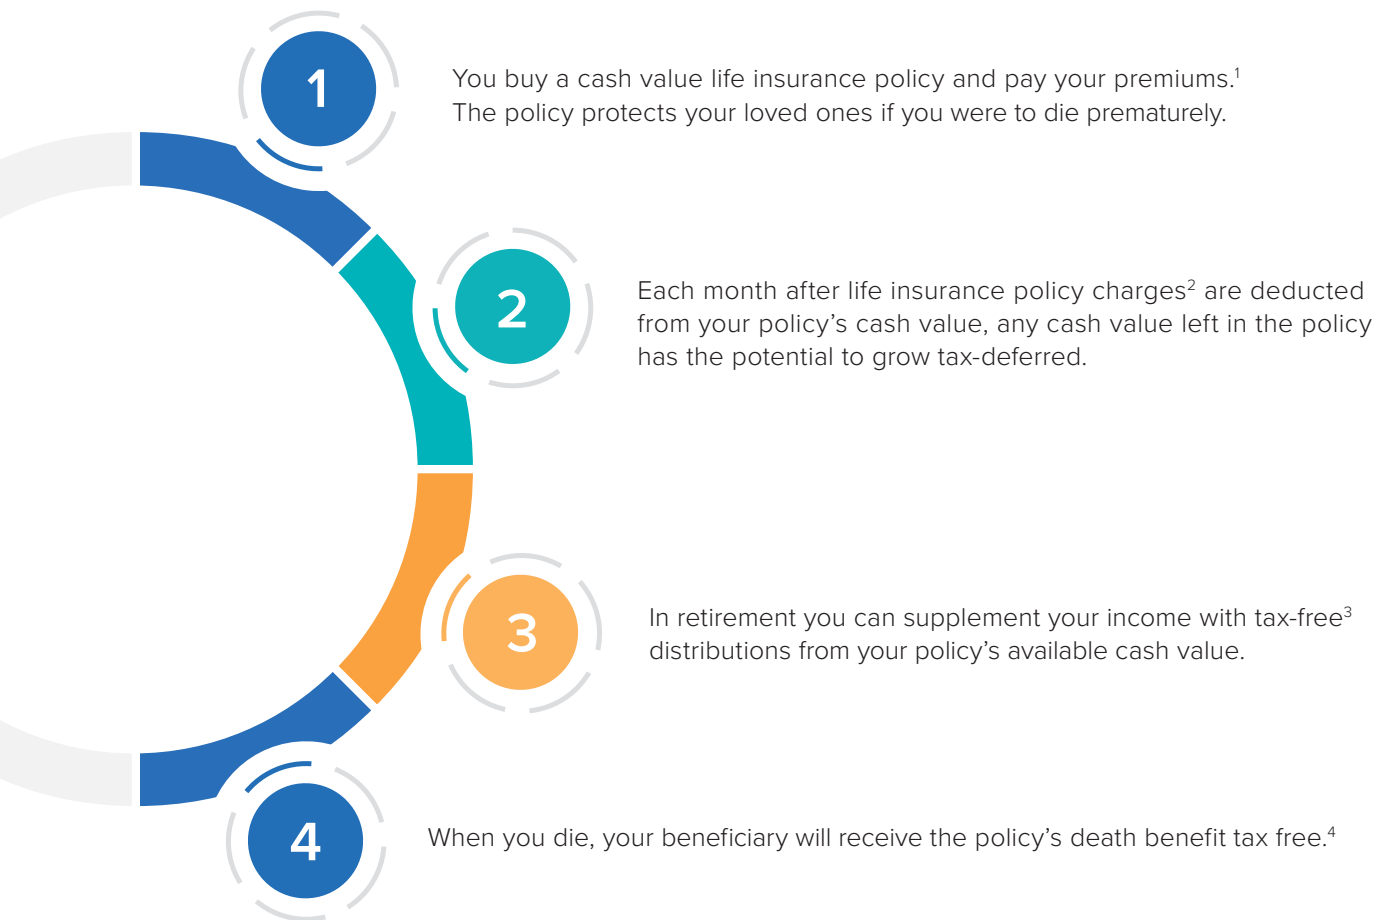 1
You buy a cash value life insurance policy and pay your premiums.¹
The policy protects your loved ones if you were to die prematurely.
2
Each month after life insurance policy charges² are deducted
from your policy’s cash value, any cash value left in the policy
has the potential to grow tax-deferred.
3
In retirement you can supplement your income with tax-free³
distributions from your policy’s available cash value.
4
When you die, your beneficiary will receive the policy’s death benefit tax free.⁴